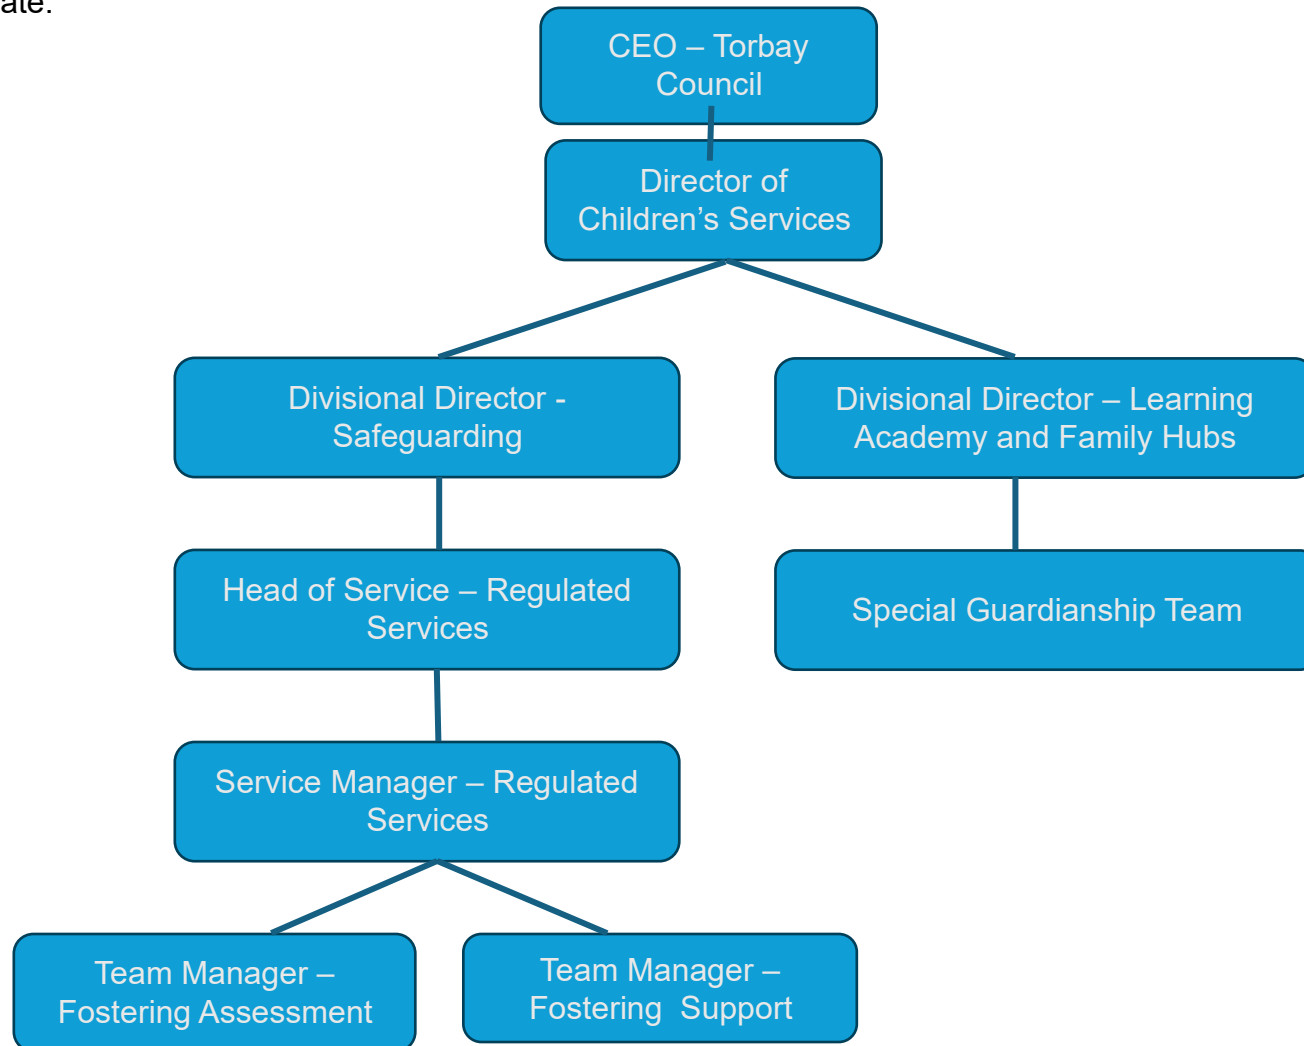 ate.
CEO – Torbay
Council
Director of
Children’s Services
Divisional Director -
Safeguarding
Divisional Director – Learning
Academy and Family Hubs
Head of Service – Regulated
Services
Special Guardianship Team
Service Manager – Regulated
Services
Team Manager –
Fostering Assessment
Team Manager –
Fostering  Support